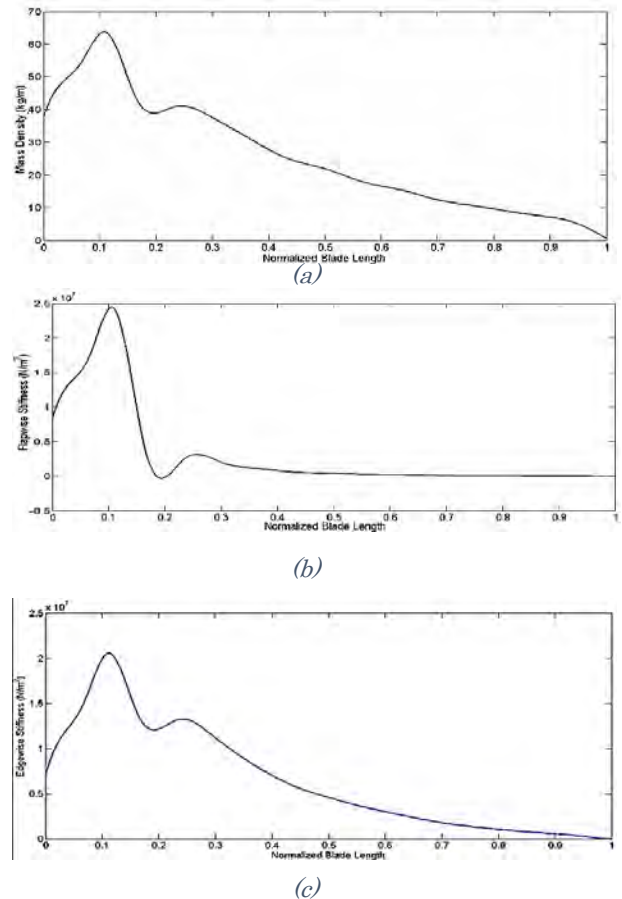 70
60
50
40
30
20
10
0
Mass Density (kg/m)
0 0.1 0.2 0.3 0.4 0.5 0.6 0.7 0.8 0.9 1
Normalized Blade Length
(a)
× 10⁷
2.5
2
1.5
1
0.5
0
-0.5
Flapwise Stiffness (N/m²)
0 0.1 0.2 0.3 0.4 0.5 0.6 0.7 0.8 0.9 1
Normalized Blade Length
(b)
× 10⁷
2.5
2
1.5
1
0.5
0
Edgewise Stiffness (N/m²)
0 0.1 0.2 0.3 0.4 0.5 0.6 0.7 0.8 0.9 1
Normalized Blade Length
(c)